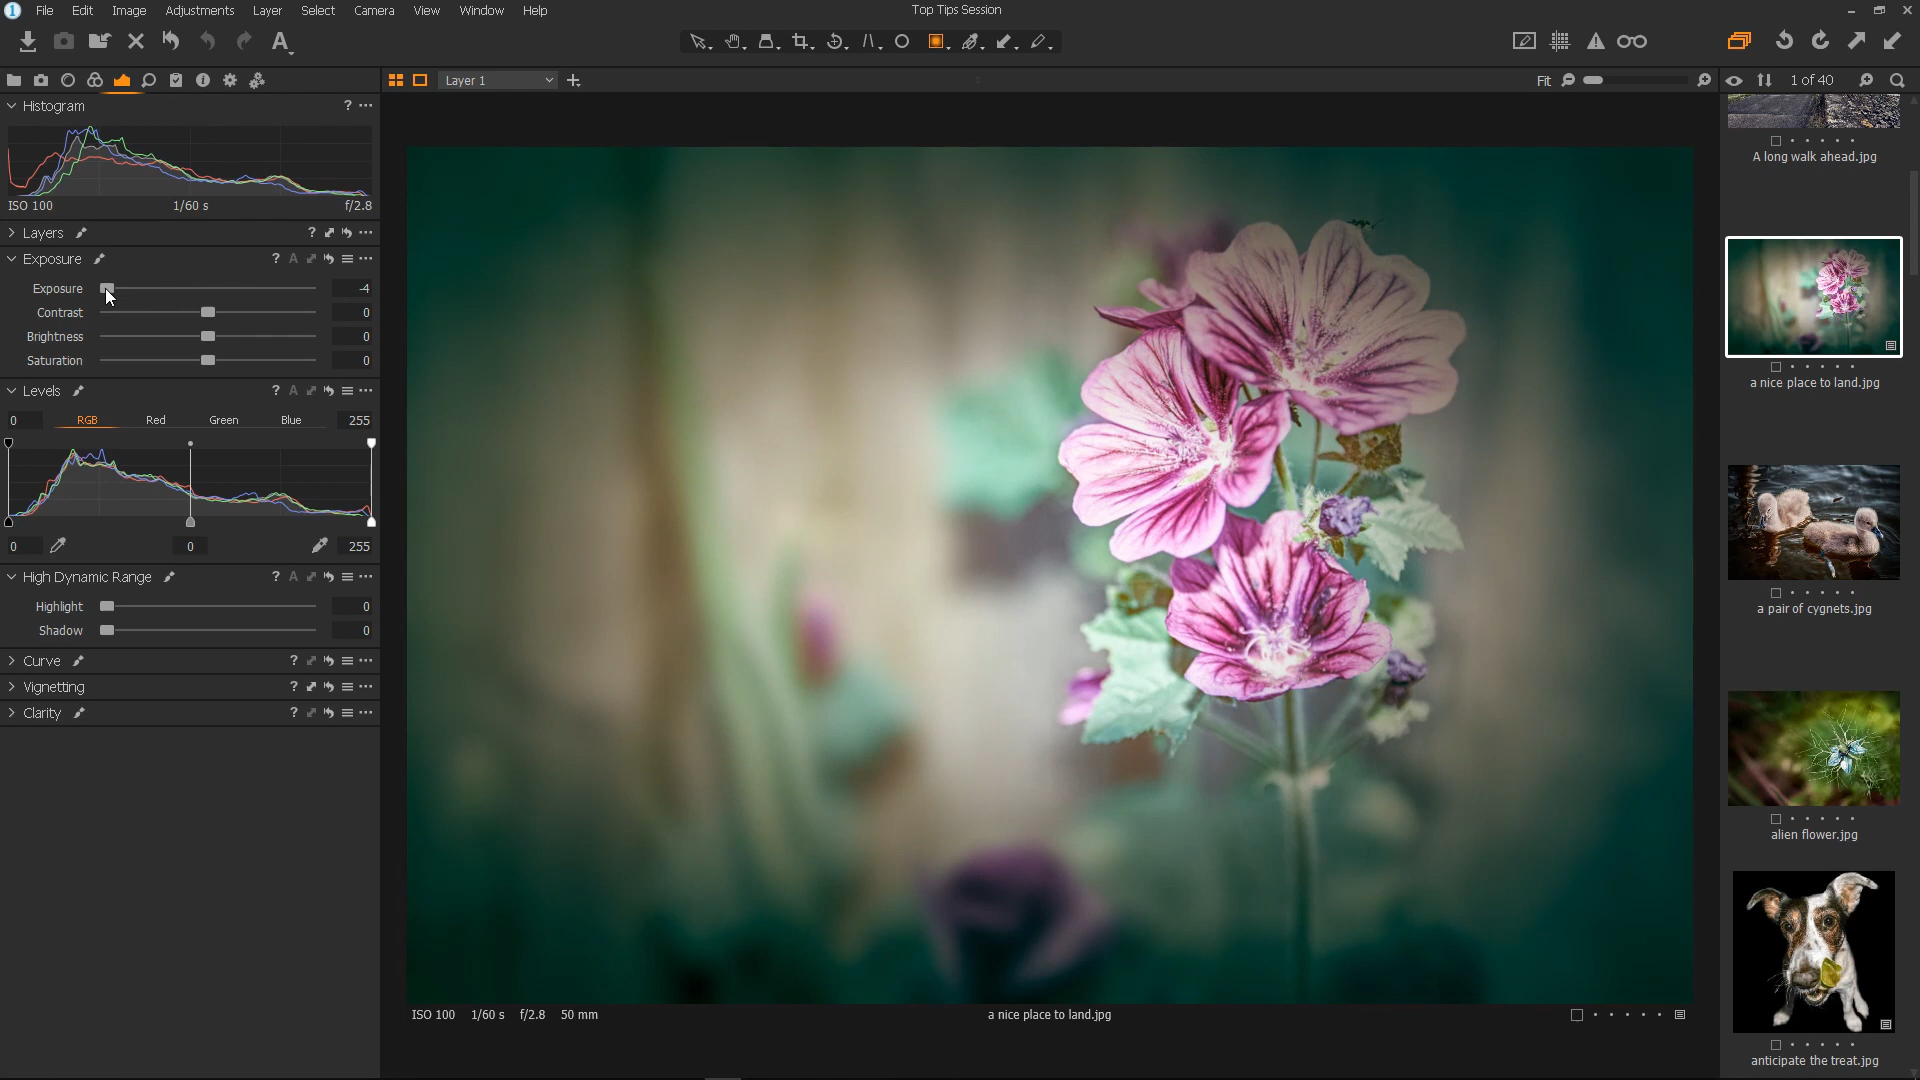 1 File Edit Image Adjustments Layer Select Camera View Window Help
Top Tips Session
A
Layer 1
Fit
1 of 40
Histogram ?
ISO 100 1/60 s f/2.8
Layers ?
Exposure ? A
Exposure -4
Contrast 0
Brightness 0
Saturation 0
Levels ? A
0 RGB Red Green Blue 255
0 0 255
High Dynamic Range ? A
Highlight 0
Shadow 0
Curve ?
Vignetting ?
Clarity ?
ISO 100 1/60 s f/2.8 50 mm
a nice place to land.jpg
A long walk ahead.jpg
a nice place to land.jpg
a pair of cygnets.jpg
alien flower.jpg
anticipate the treat.jpg